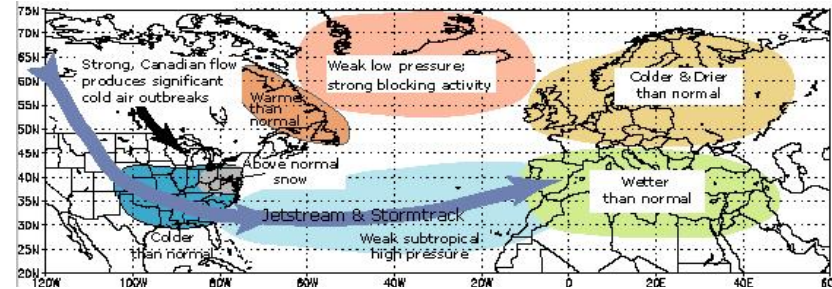 75N
70N
65N
60N
55N
50N
45N
40N
35N
30N
25N
20N
Strong, Canadian flow
produces significant
cold air outbreaks
Warmer
than
normal
Weak low pressure;
strong blocking activity
Colder & Drier
than normal
Above normal
snow
Wetter
than normal
Jetstream & Stormtrack
Colder
than normal
Weak subtropical
high pressure
120W
100W
80W
60W
40W
20W
0
20E
40E